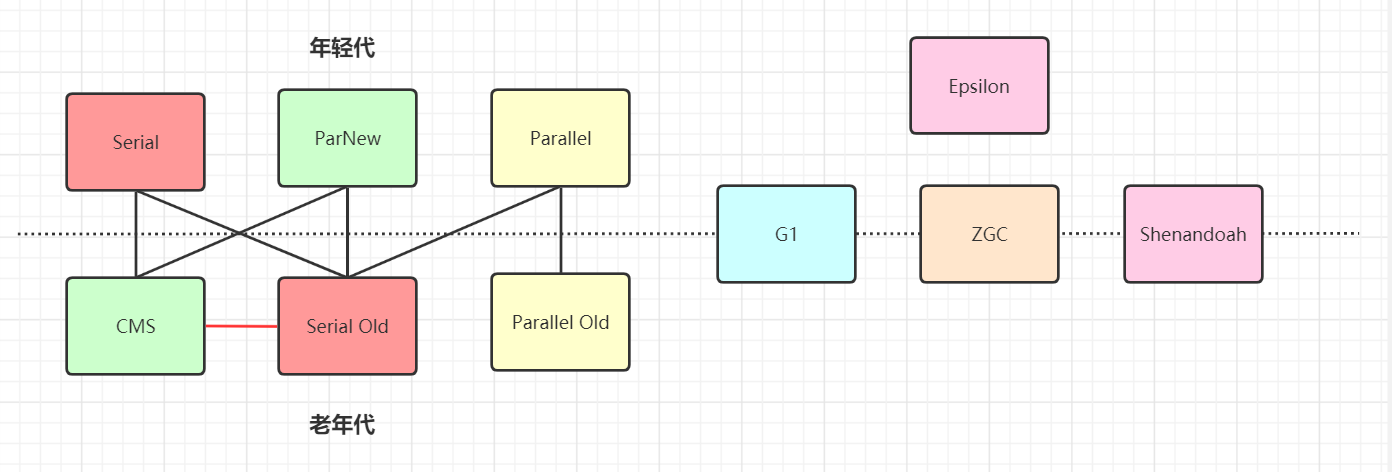 年轻代
Epsilon
Serial
ParNew
Parallel
G1
ZGC
Shenandoah
CMS
Serial Old
Parallel Old
老年代